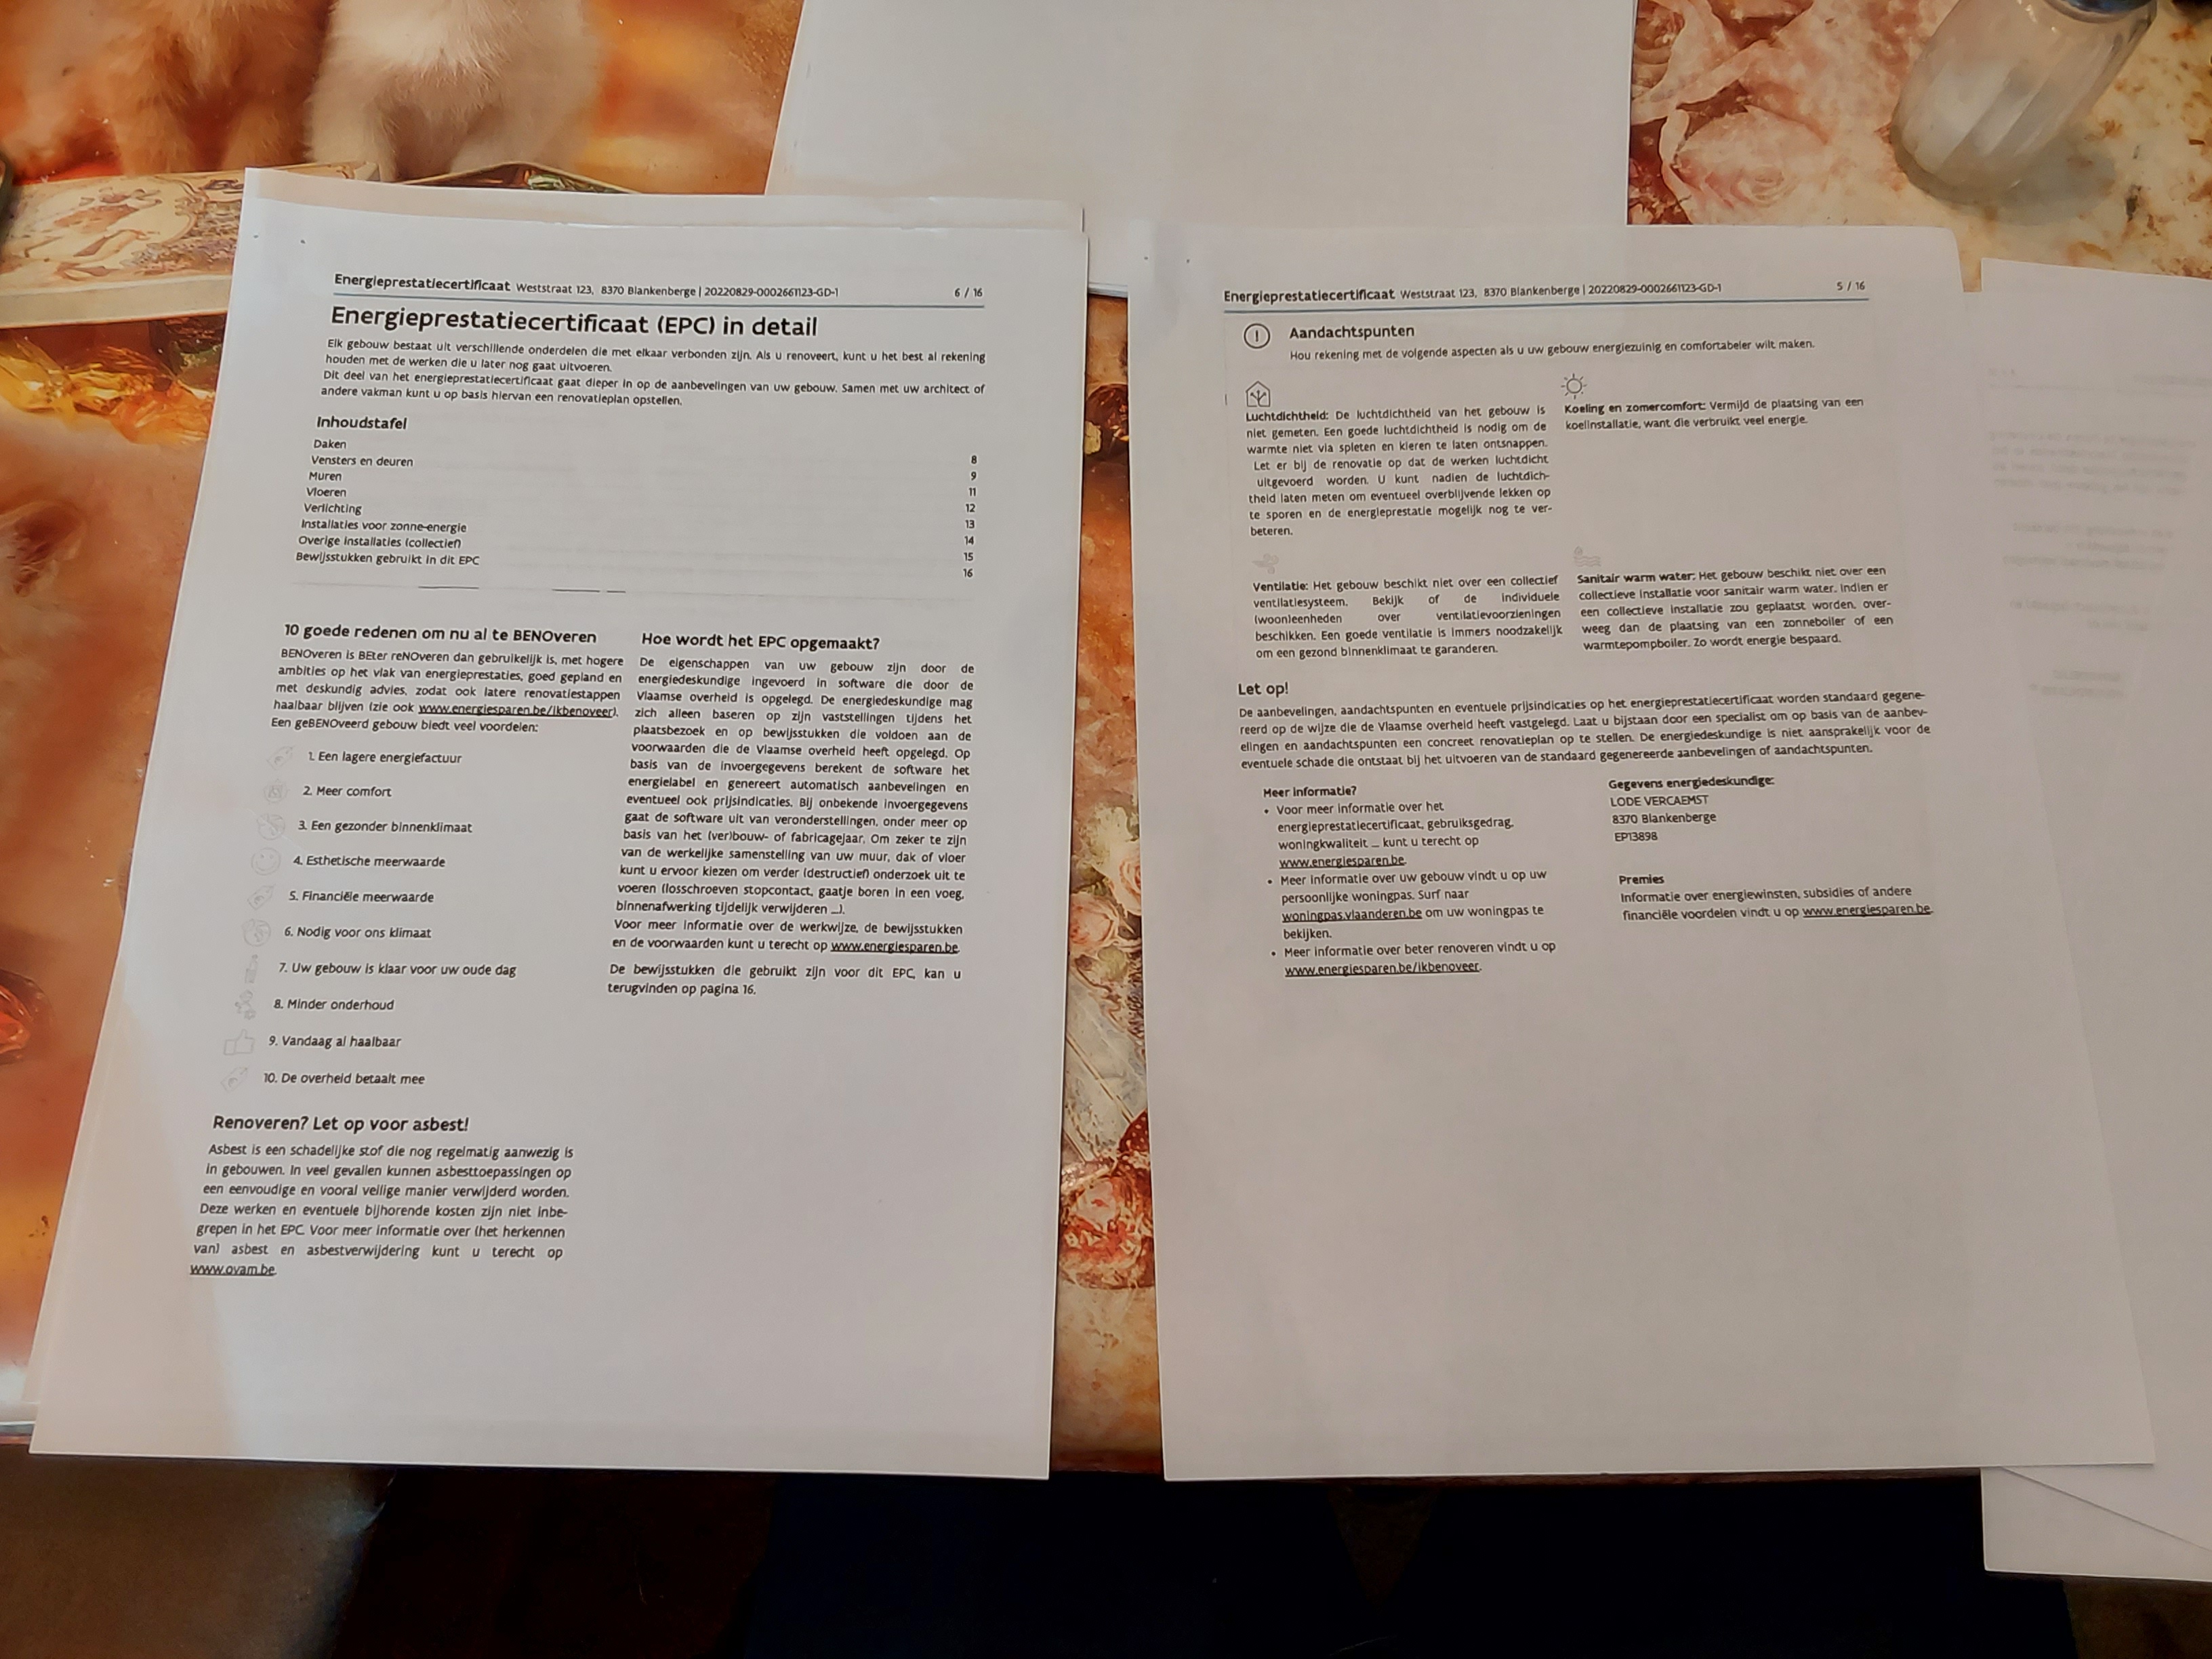 Energieprestatiecertificaat Weststraat 123, 8370 Blankenberge | 20220829-0002661123-GD-1 6 / 16
Energieprestatiecertificaat (EPC) in detail
Elk gebouw bestaat uit verschillende onderdelen die met elkaar verbonden zijn. Als u renoveert, kunt u het best al rekening
houden met de werken die u later nog gaat uitvoeren.
Dit deel van het energieprestatiecertificaat gaat dieper in op de aanbevelingen van uw gebouw. Samen met uw architect of
andere vakman kunt u op basis hiervan een renovatieplan opstellen.
Inhoudstafel
Daken 8
Vensters en deuren 9
Muren 11
Vloeren 12
Verlichting 13
Installaties voor zonne-energie 14
Overige installaties (collectief) 15
Bewijsstukken gebruikt in dit EPC 16
10 goede redenen om nu al te BENOveren
BENOveren is BEter reNOveren dan gebruikelijk is, met hogere
ambities op het vlak van energieprestaties, goed gepland en
met deskundig advies, zodat ook latere renovatiestappen
haalbaar blijven (zie ook www.energiesparen.be/ikbenoveer).
Een geBENOveerd gebouw biedt veel voordelen:
1. Een lagere energiefactuur
2. Meer comfort
3. Een gezonder binnenklimaat
4. Esthetische meerwaarde
5. Financiële meerwaarde
6. Nodig voor ons klimaat
7. Uw gebouw is klaar voor uw oude dag
8. Minder onderhoud
9. Vandaag al haalbaar
10. De overheid betaalt mee
Renoveren? Let op voor asbest!
Asbest is een schadelijke stof die nog regelmatig aanwezig is
in gebouwen. In veel gevallen kunnen asbesttoepassingen op
een eenvoudige en vooral veilige manier verwijderd worden.
Deze werken en eventuele bijhorende kosten zijn niet inbe-
grepen in het EPC. Voor meer informatie over (het herkennen
van) asbest en asbestverwijdering kunt u terecht op
www.ovam.be.
Hoe wordt het EPC opgemaakt?
De eigenschappen van uw gebouw zijn door de
energiedeskundige ingevoerd in software die door de
Vlaamse overheid is opgelegd. De energiedeskundige mag
zich alleen baseren op zijn vaststellingen tijdens het
plaatsbezoek en op bewijsstukken die voldoen aan de
voorwaarden die de Vlaamse overheid heeft opgelegd. Op
basis van de invoergegevens berekent de software het
energielabel en genereert automatisch aanbevelingen en
eventueel ook prijsindicaties. Bij onbekende invoergegevens
gaat de software uit van veronderstellingen, onder meer op
basis van het (ver)bouw- of fabricagejaar. Om zeker te zijn
van de werkelijke samenstelling van uw muur, dak of vloer
kunt u ervoor kiezen om verder (destructief) onderzoek uit te
voeren (losschroeven stopcontact, gaatje boren in een voeg,
binnenafwerking tijdelijk verwijderen ...).
Voor meer informatie over de werkwijze, de bewijsstukken
en de voorwaarden kunt u terecht op www.energiesparen.be.
De bewijsstukken die gebruikt zijn voor dit EPC, kan u
terugvinden op pagina 16.
Energieprestatiecertificaat Weststraat 123, 8370 Blankenberge | 20220829-0002661123-GD-1 5 / 16
Aandachtspunten
Hou rekening met de volgende aspecten als u uw gebouw energiezuinig en comfortabeler wilt maken.
Luchtdichtheid: De luchtdichtheid van het gebouw is
niet gemeten. Een goede luchtdichtheid is nodig om de
warmte niet via spleten en kieren te laten ontsnappen.
Let er bij de renovatie op dat de werken luchtdicht
uitgevoerd worden. U kunt nadien de luchtdich-
theid laten meten om eventueel overblijvende lekken op
te sporen en de energieprestatie mogelijk nog te ver-
beteren.
Koeling en zomercomfort: Vermijd de plaatsing van een
koelinstallatie, want die verbruikt veel energie.
Ventilatie: Het gebouw beschikt niet over een collectief
ventilatiesysteem. Bekijk of de individuele
(woon)eenheden over ventilatievoorzieningen
beschikken. Een goede ventilatie is immers noodzakelijk
om een gezond binnenklimaat te garanderen.
Sanitair warm water: Het gebouw beschikt niet over een
collectieve installatie voor sanitair warm water. Indien er
een collectieve installatie zou geplaatst worden, over-
weeg dan de plaatsing van een zonneboiler of een
warmtepompboiler. Zo wordt energie bespaard.
Let op!
De aanbevelingen, aandachtspunten en eventuele prijsindicaties op het energieprestatiecertificaat worden standaard gegene-
reerd op de wijze die de Vlaamse overheid heeft vastgelegd. Laat u bijstaan door een specialist om op basis van de aanbev-
elingen en aandachtspunten een concreet renovatieplan op te stellen. De energiedeskundige is niet aansprakelijk voor de
eventuele schade die ontstaat bij het uitvoeren van de standaard gegenereerde aanbevelingen of aandachtspunten.
Meer informatie?
• Voor meer informatie over het
energieprestatiecertificaat, gebruiksgedrag,
woningkwaliteit ... kunt u terecht op
www.energiesparen.be.
• Meer informatie over uw gebouw vindt u op uw
persoonlijke woningpas. Surf naar
woningpas.vlaanderen.be om uw woningpas te
bekijken.
• Meer informatie over beter renoveren vindt u op
www.energiesparen.be/ikbenoveer.
Gegevens energiedeskundige:
LODE VERCAEMST
8370 Blankenberge
EP13898
Premies
Informatie over energiewinsten, subsidies of andere
financiële voordelen vindt u op www.energiesparen.be.